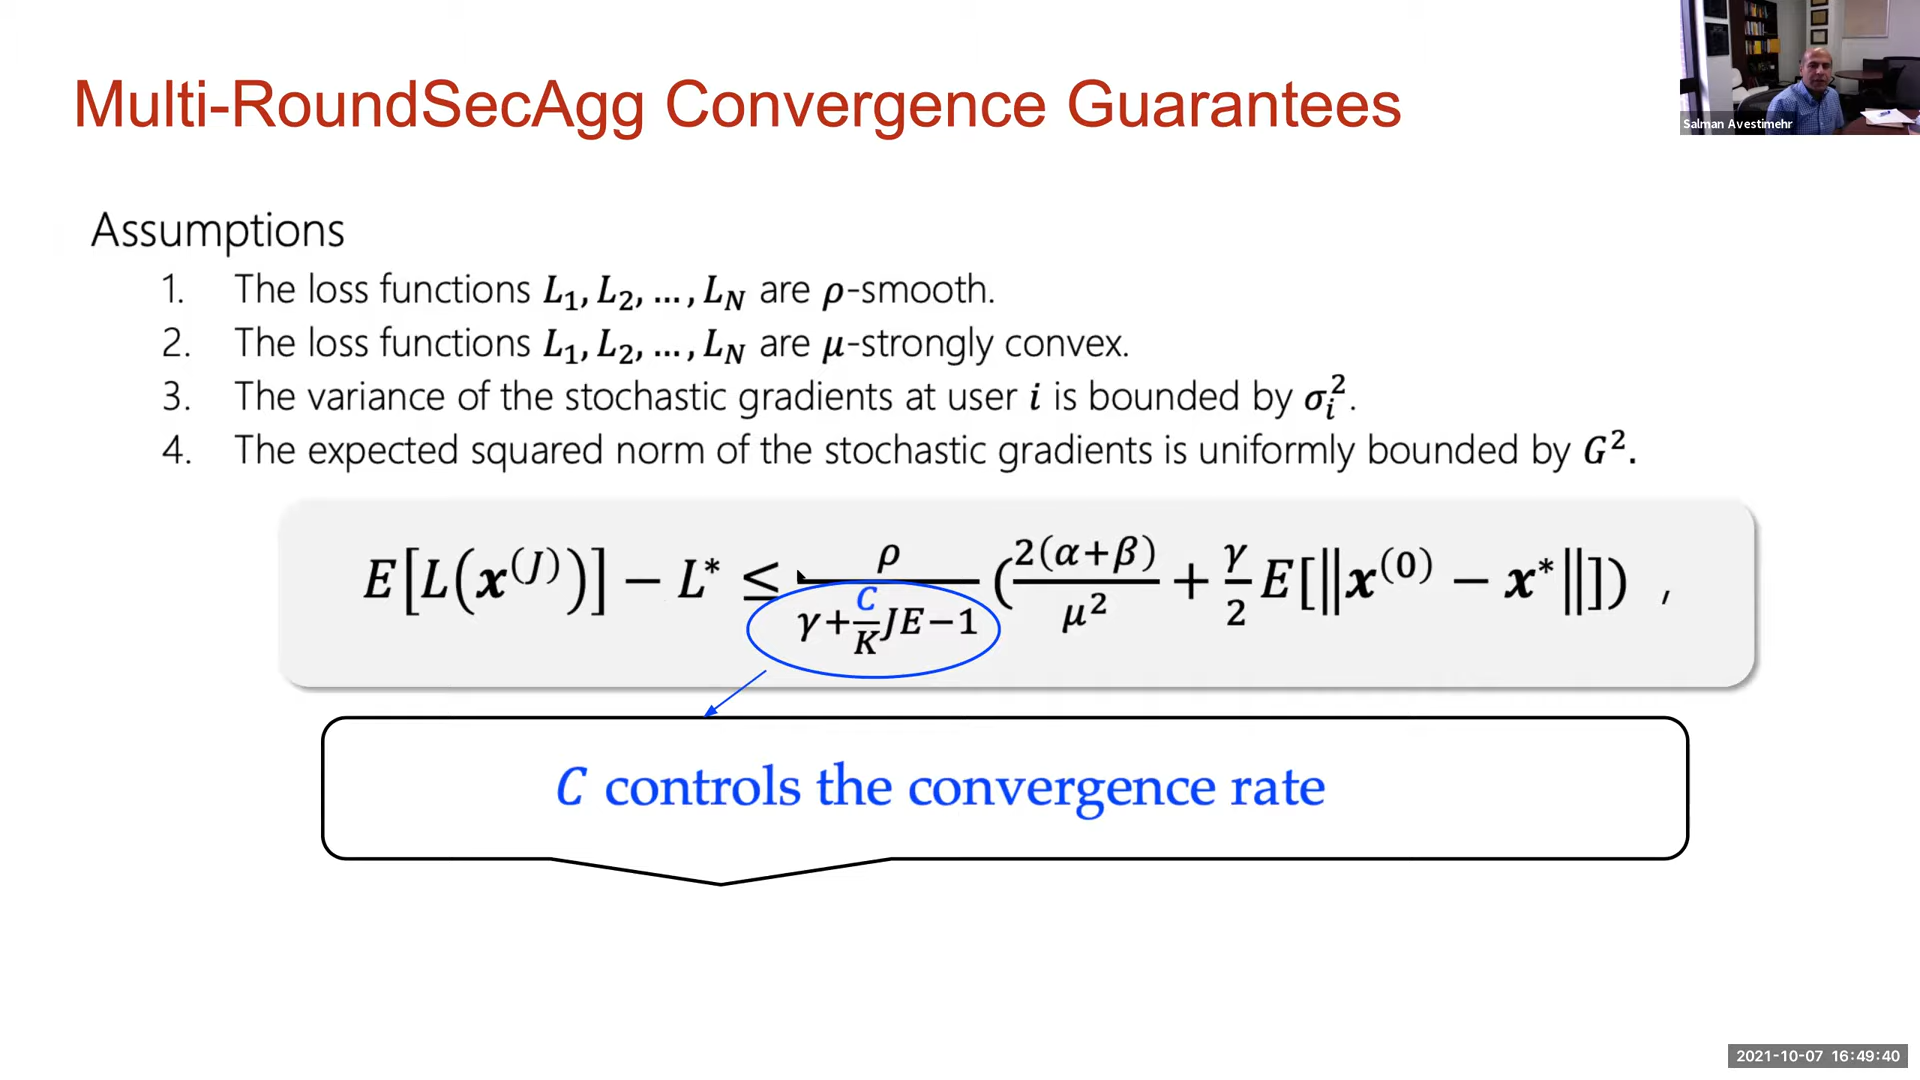 Multi-RoundSecAgg Convergence Guarantees
Salman Avestimehr
Assumptions
1. The loss functions L₁, L₂, …, L_N are ρ-smooth.
2. The loss functions L₁, L₂, …, L_N are μ-strongly convex.
3. The variance of the stochastic gradients at user i is bounded by σᵢ².
4. The expected squared norm of the stochastic gradients is uniformly bounded by G².
E[L(x^(J))] − L* ≤ ρ/(γ+(C/K)JE−1) (2(α+β)/μ² + γ/2 E[‖x^(0) − x*‖]) ,
C controls the convergence rate
2021-10-07 16:49:40